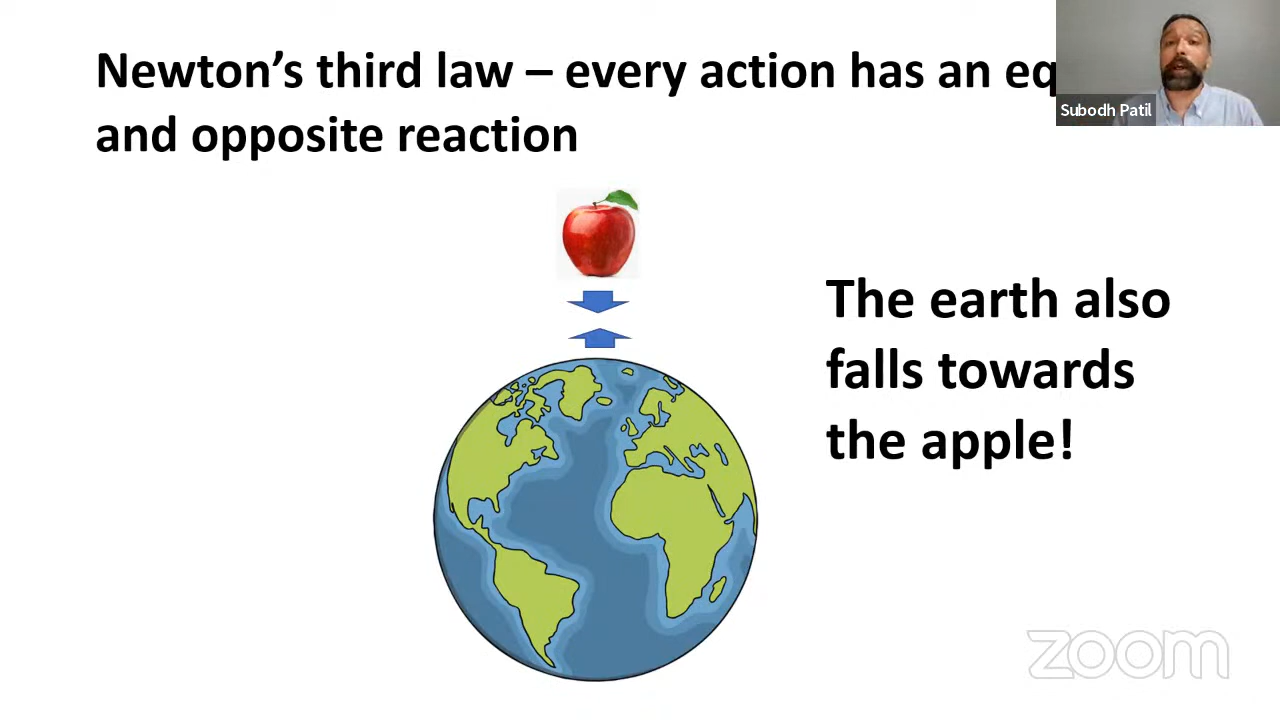 Newton's third law – every action has an eq
and opposite reaction
Subodh Patil
The earth also
falls towards
the apple!
zoom